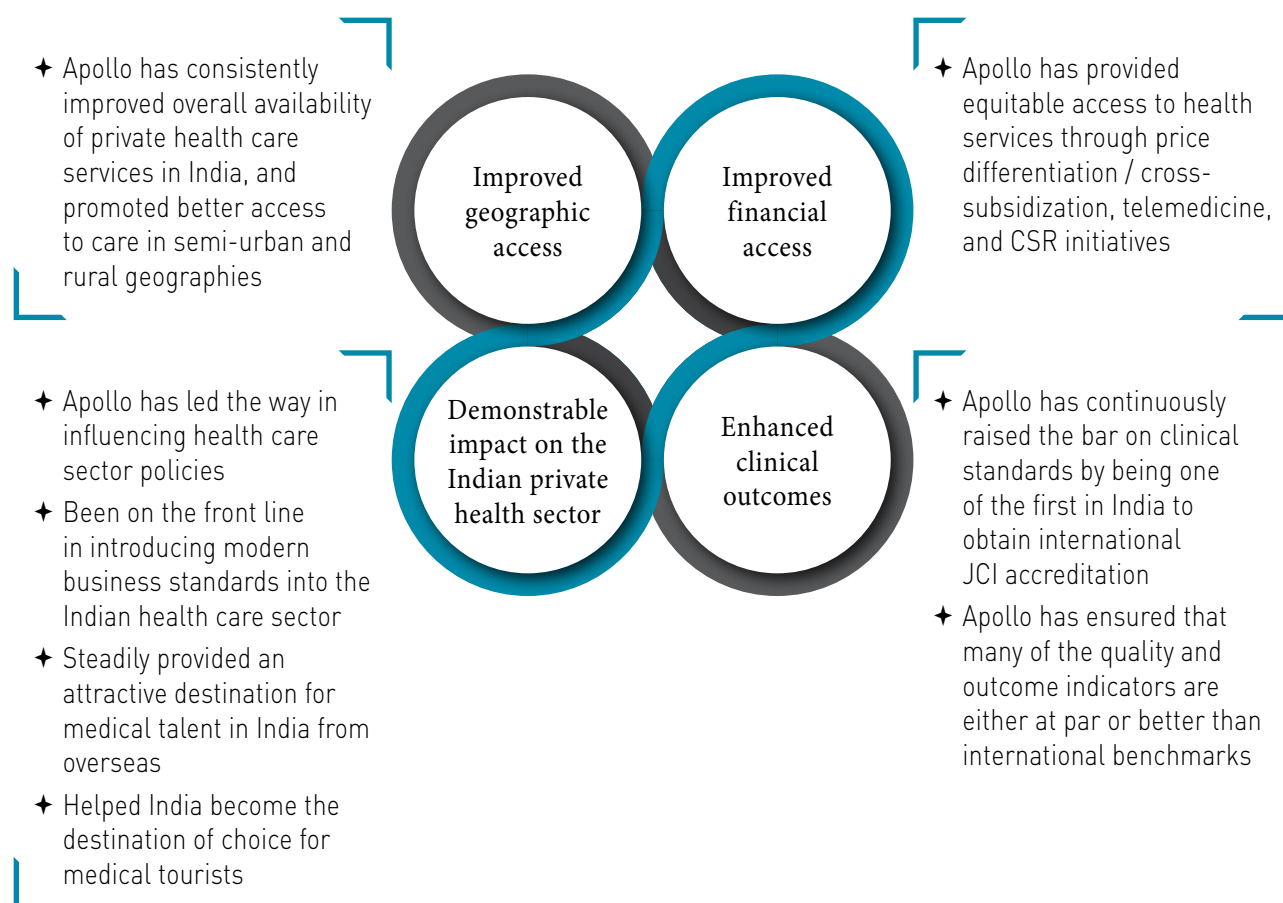 ✦ Apollo has consistently
improved overall availability
of private health care
services in India, and
promoted better access
to care in semi-urban and
rural geographies
Improved
geographic
access
Improved
financial
access
✦ Apollo has provided
equitable access to health
services through price
differentiation / cross-
subsidization, telemedicine,
and CSR initiatives
✦ Apollo has led the way in
influencing health care
sector policies
✦ Been on the front line
in introducing modern
business standards into the
Indian health care sector
✦ Steadily provided an
attractive destination for
medical talent in India from
overseas
✦ Helped India become the
destination of choice for
medical tourists
Demonstrable
impact on the
Indian private
health sector
Enhanced
clinical
outcomes
✦ Apollo has continuously
raised the bar on clinical
standards by being one
of the first in India to
obtain international
JCI accreditation
✦ Apollo has ensured that
many of the quality and
outcome indicators are
either at par or better than
international benchmarks